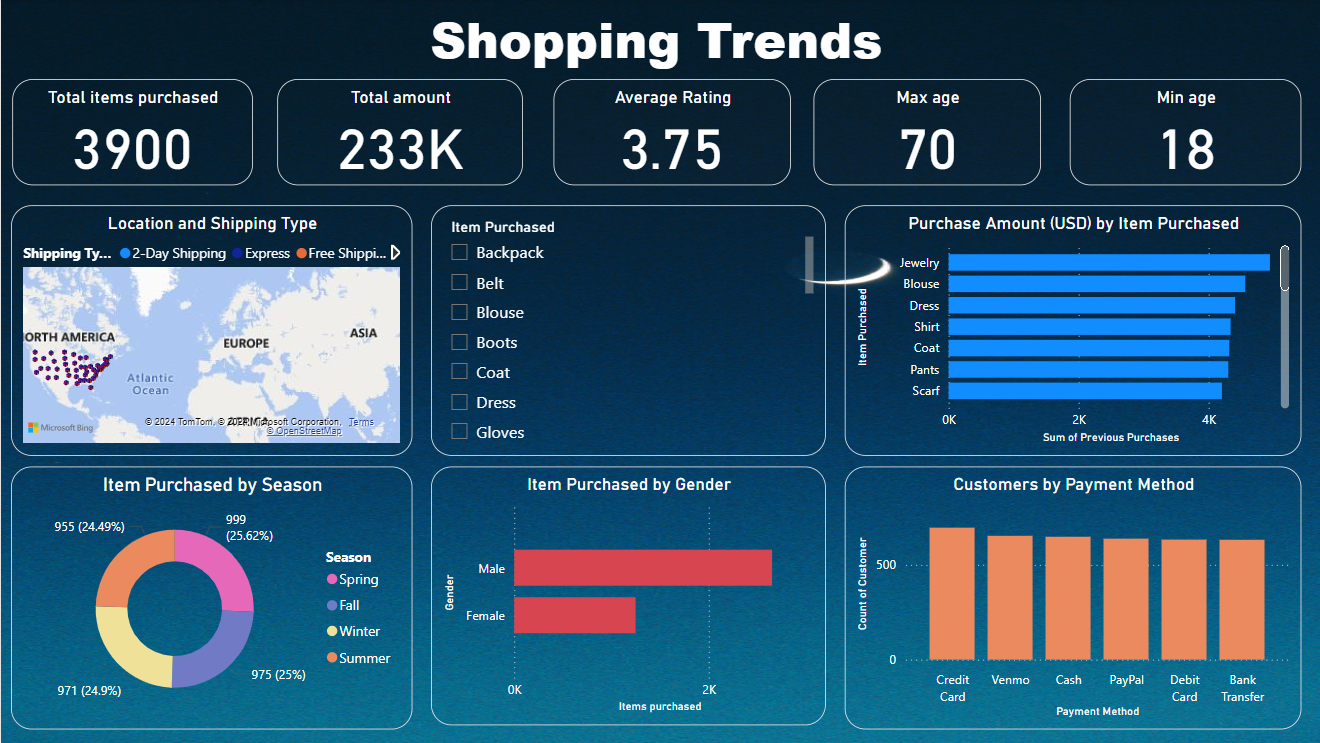 Shopping Trends
Total items purchased
3900
Total amount
233K
Average Rating
3.75
Max age
70
Min age
18
Location and Shipping Type
Shipping Ty... 2-Day Shipping Express Free Shippi...
ORTH AMERICA
EUROPE
ASIA
Atlantic
Ocean
Microsoft Bing
© 2024 TomTom, © 2024 Microsoft Corporation, Terms
© OpenStreetMap
Item Purchased
Backpack
Belt
Blouse
Boots
Coat
Dress
Gloves
Purchase Amount (USD) by Item Purchased
Item Purchased
Jewelry
Blouse
Dress
Shirt
Coat
Pants
Scarf
0K 2K 4K
Sum of Previous Purchases
Item Purchased by Season
955 (24.49%)
999
(25.62%)
971 (24.9%)
975 (25%)
Season
Spring
Fall
Winter
Summer
Item Purchased by Gender
Gender
Male
Female
0K 2K
Items purchased
Customers by Payment Method
Count of Customer
500
0
Credit
Card
Venmo
Cash
PayPal
Debit
Card
Bank
Transfer
Payment Method